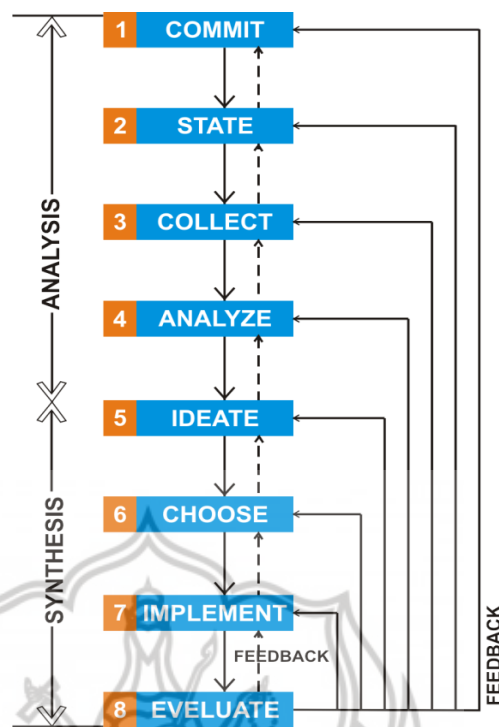 1 COMMIT
2 STATE
3 COLLECT
4 ANALYZE
5 IDEATE
6 CHOOSE
7 IMPLEMENT
8 EVELUATE
ANALYSIS
SYNTHESIS
FEEDBACK
FEEDBACK